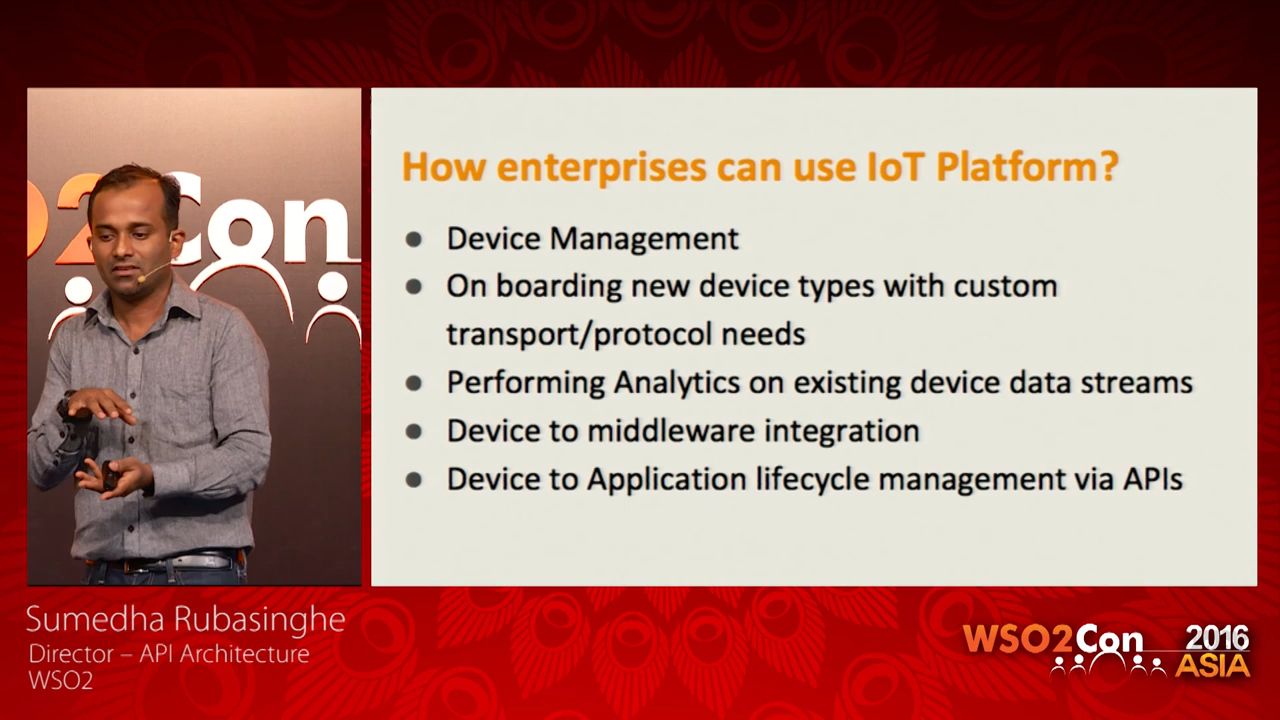 O2Con
How enterprises can use IoT Platform?
● Device Management
● On boarding new device types with custom
transport/protocol needs
● Performing Analytics on existing device data streams
● Device to middleware integration
● Device to Application lifecycle management via APIs
Sumedha Rubasinghe
Director – API Architecture
WSO2
WSO2Con 2016
ASIA